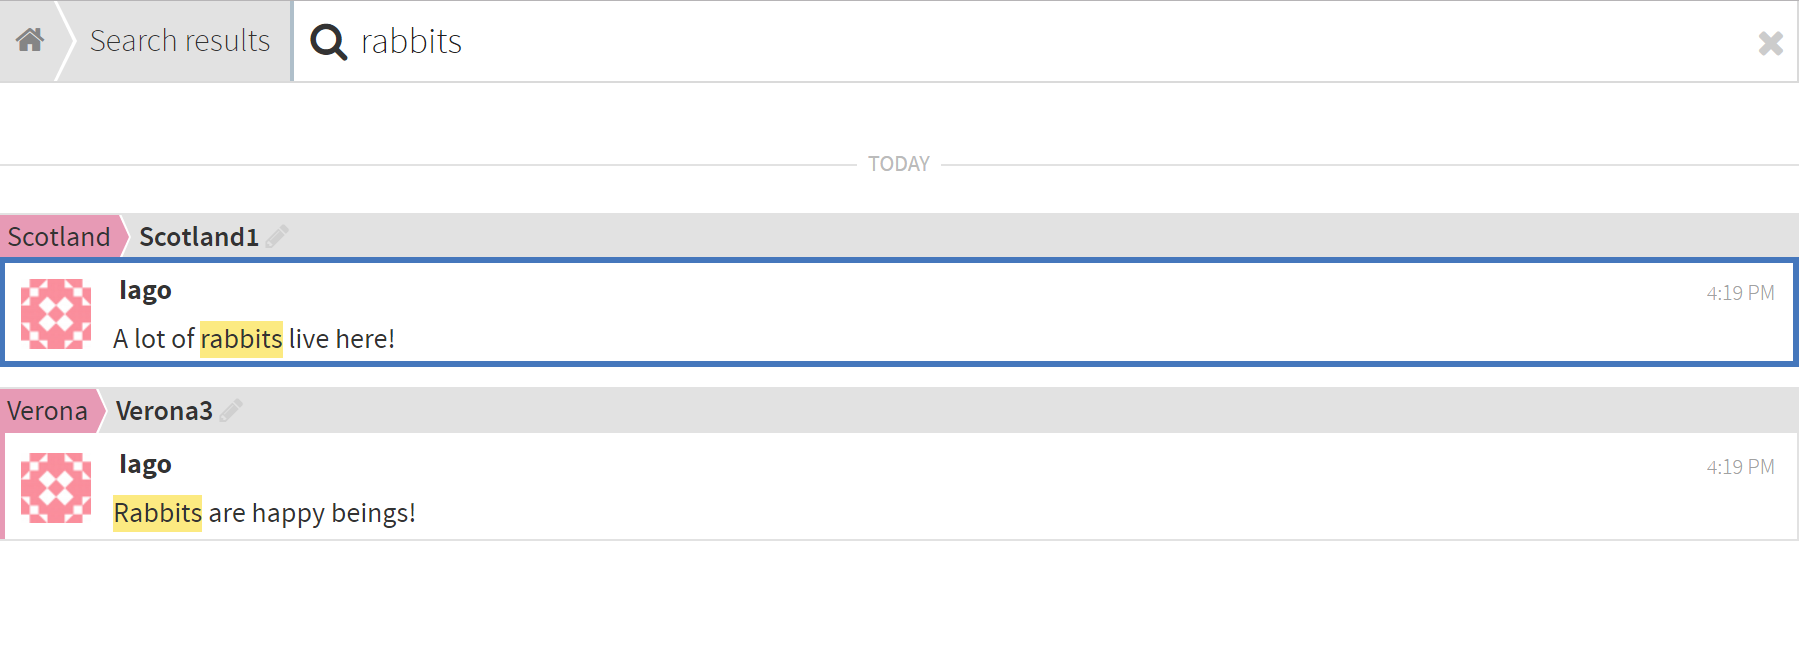 Search results rabbits
TODAY
Scotland Scotland1
Iago 4:19 PM
A lot of rabbits live here!
Verona Verona3
Iago 4:19 PM
Rabbits are happy beings!